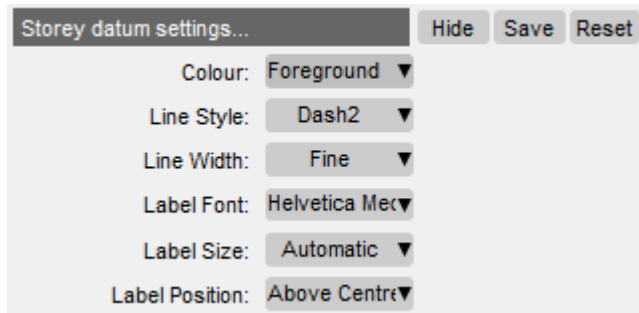 Storey datum settings... Hide Save Reset
Colour: Foreground ▼
Line Style: Dash2 ▼
Line Width: Fine ▼
Label Font: Helvetica Mec▼
Label Size: Automatic ▼
Label Position: Above Centre▼